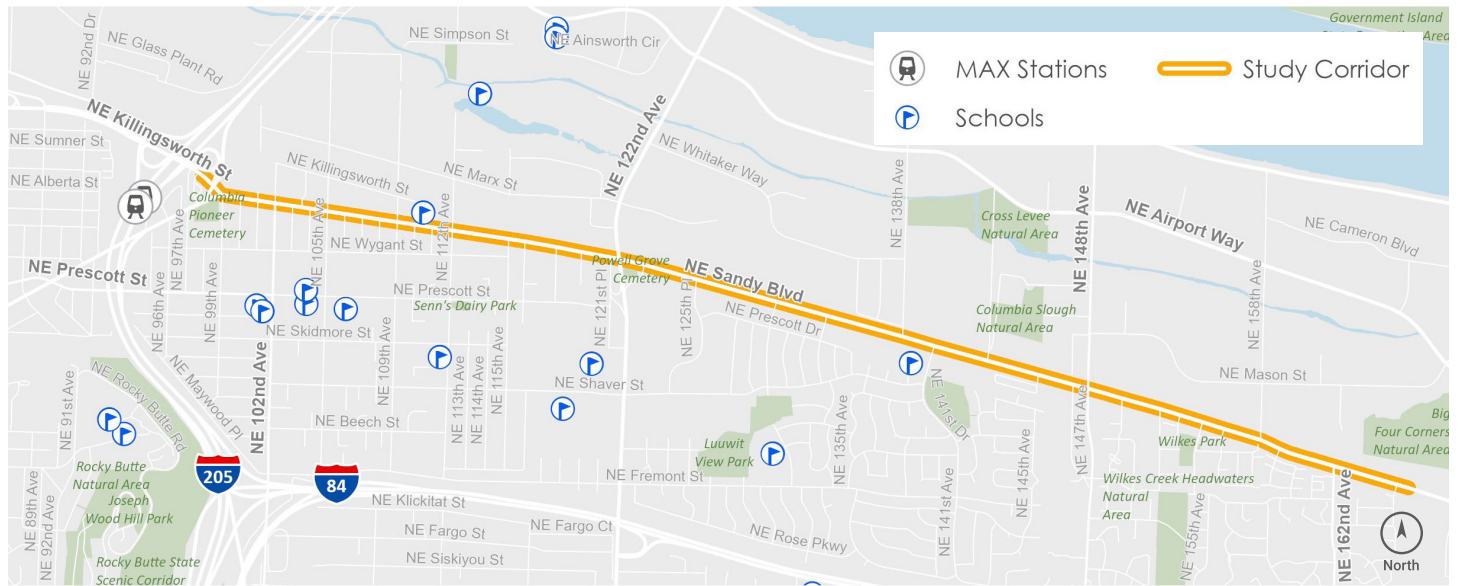 Government Island
State Recreation Area
NE 92nd Dr
NE Glass Plant Rd
NE Simpson St
NE Ainsworth Cir
MAX Stations
Study Corridor
Schools
NE Killingsworth St
NE Sumner St
NE Alberta St
NE Killingsworth St
NE Marx St
NE 122nd Ave
NE Whitaker Way
NE 138th Ave
NE 148th Ave
NE Airport Way
NE Cameron Blvd
Cross Levee
Natural Area
Columbia
Pioneer
Cemetery
NE 97th Ave
NE 105th Ave
NE 112th Ave
NE Wygant St
NE Prescott St
NE Prescott St
Senn's Dairy Park
NE 96th Ave
NE 99th Ave
NE Skidmore St
NE 121st Pl
Powell Grove
Cemetery
NE 125th Pl
NE Sandy Blvd
NE Prescott Dr
Columbia Slough
Natural Area
NE 158th Ave
NE Mason St
NE 91st Ave
NE Rocky Butte Rd
NE Maywood Pl
NE 102nd Ave
NE 109th Ave
NE Beech St
NE 113th Ave
NE 114th Ave
NE 115th Ave
NE Shaver St
NE 135th Ave
NE 141st Dr
NE 147th Ave
NE 145th Ave
Luuwit
View Park
Wilkes Park
Big
Four Corners
Natural Area
Rocky Butte
Natural Area
Joseph
Wood Hill Park
205
84
NE Fremont St
NE Klickitat St
NE Fargo St
NE Fargo Ct
NE Siskiyou St
NE Rose Pkwy
NE 141st Ave
Wilkes Creek Headwaters
Natural
Area
NE 155th Ave
NE 162nd Ave
NE 89th Ave
NE 92nd Ave
Rocky Butte State
Scenic Corridor
North